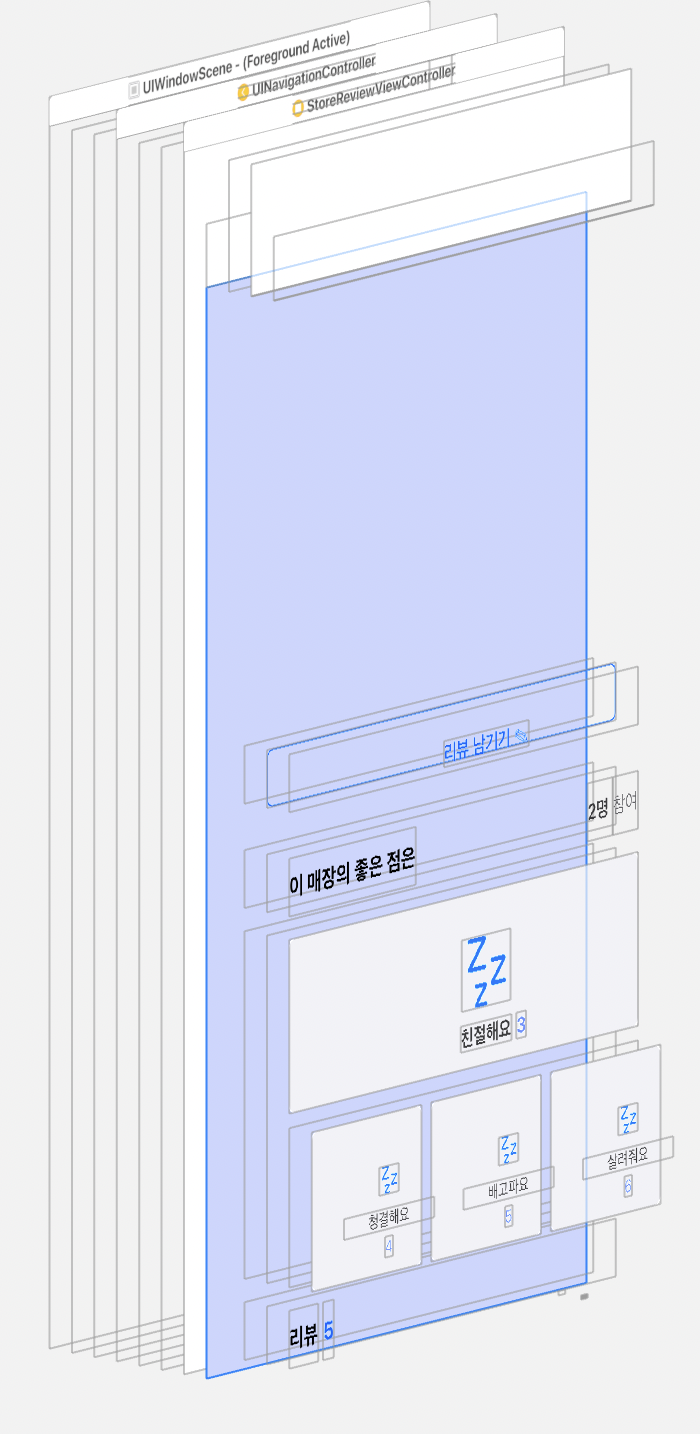 UIWindowScene - (Foreground Active)
UINavigationController
StoreReviewViewController
리뷰 남기기
2명 참여
이 매장의 좋은 점은
친절해요 3
실려줘요
6
배고파요
5
청결해요
4
리뷰 5